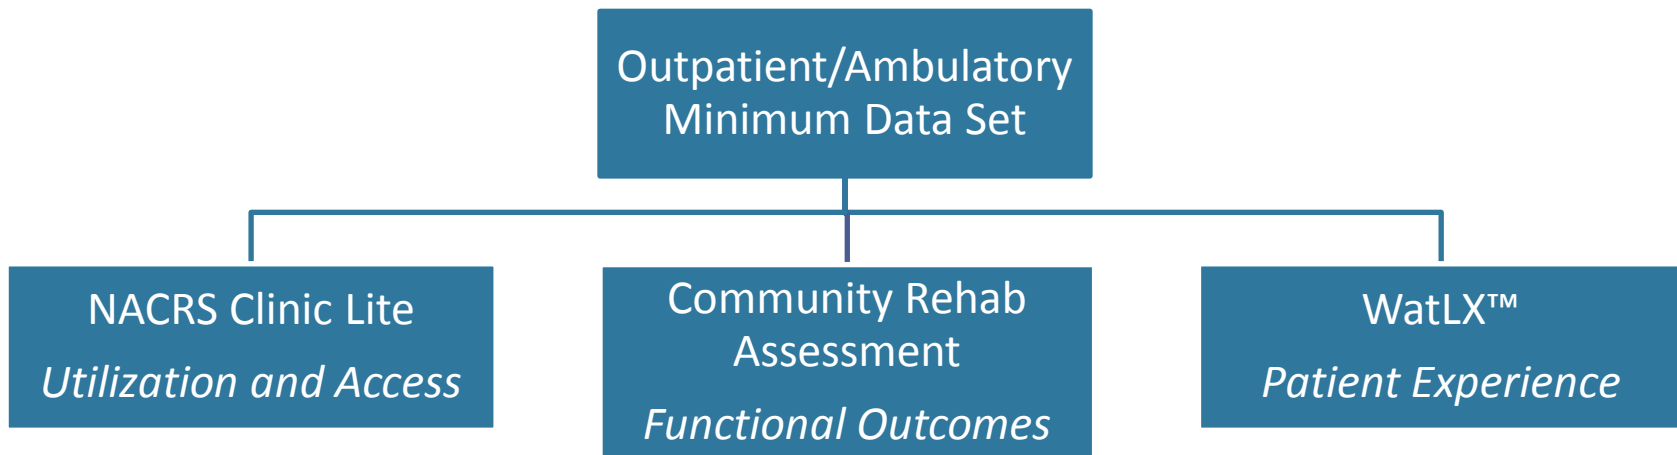 Outpatient/Ambulatory
Minimum Data Set
NACRS Clinic Lite
Utilization and Access
Community Rehab
Assessment
Functional Outcomes
WatLX™
Patient Experience